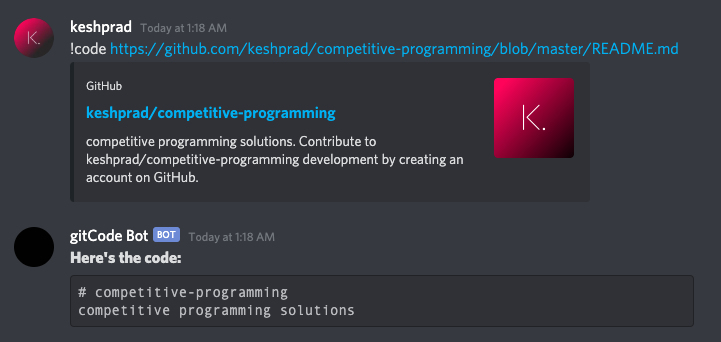 K.
keshprad Today at 1:18 AM
!code https://github.com/keshprad/competitive-programming/blob/master/README.md
GitHub
keshprad/competitive-programming
K.
competitive programming solutions. Contribute to
keshprad/competitive-programming development by creating an
account on GitHub.
gitCode Bot BOT Today at 1:18 AM
Here's the code:
# competitive-programming
competitive programming solutions